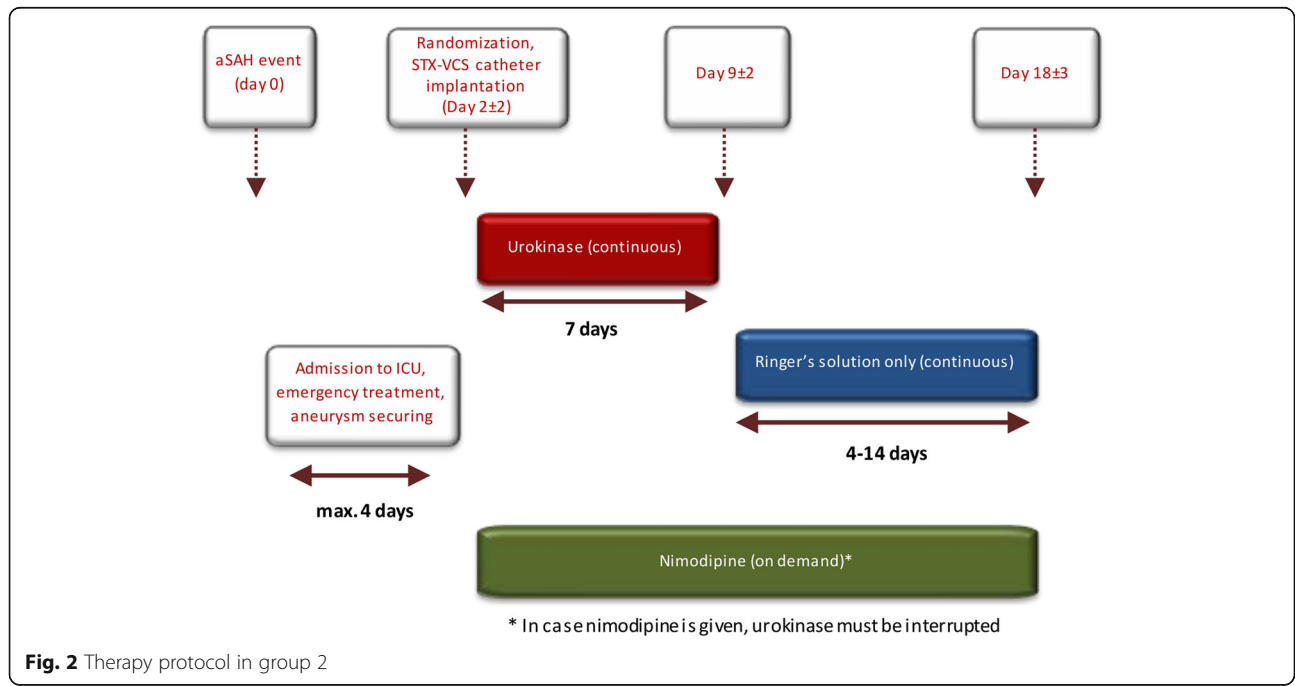 aSAH event
(day 0)
Randomization,
STX-VCS catheter
implantation
(Day 2±2)
Day 9±2
Day 18±3
Urokinase (continuous)
7 days
Admission to ICU,
emergency treatment,
aneurysm securing
max. 4 days
Ringer's solution only (continuous)
4-14 days
Nimodipine (on demand)*
* In case nimodipine is given, urokinase must be interrupted
Fig. 2 Therapy protocol in group 2